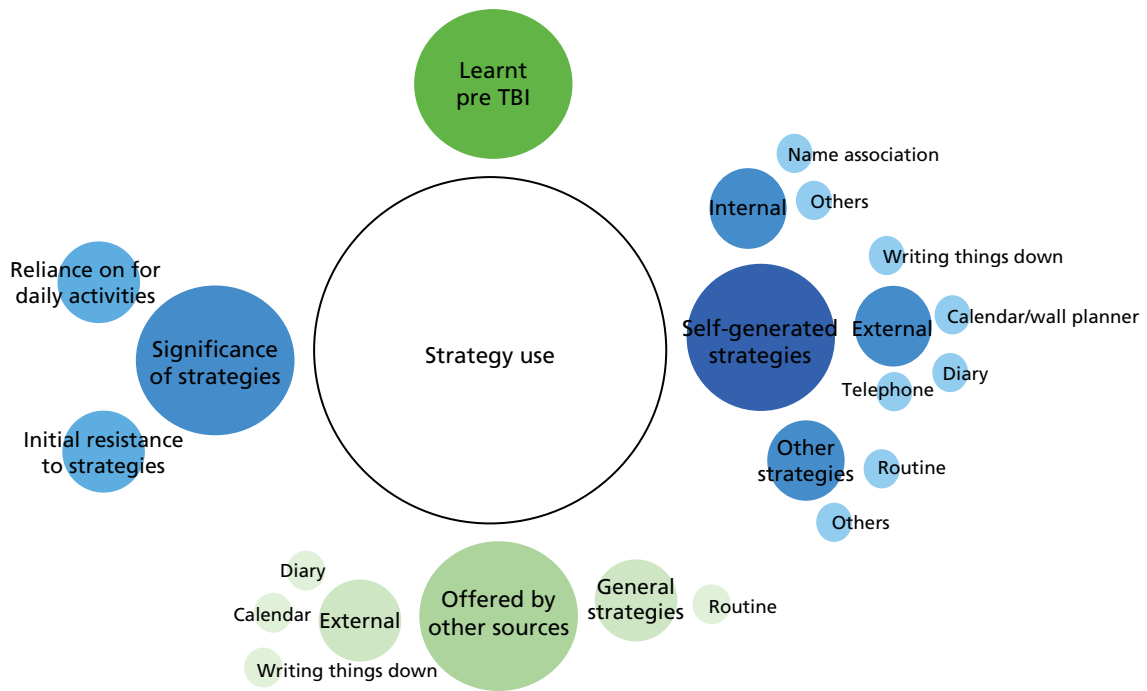 Learnt
pre TBI
Name association
Internal
Others
Writing things down
Reliance on for
daily activities
Calendar/wall planner
Self-generated
strategies
External
Significance
of strategies
Strategy use
Diary
Telephone
Initial resistance
to strategies
Other
strategies
Routine
Others
Diary
General
strategies
Offered by
other sources
Routine
Calendar
External
Writing things down